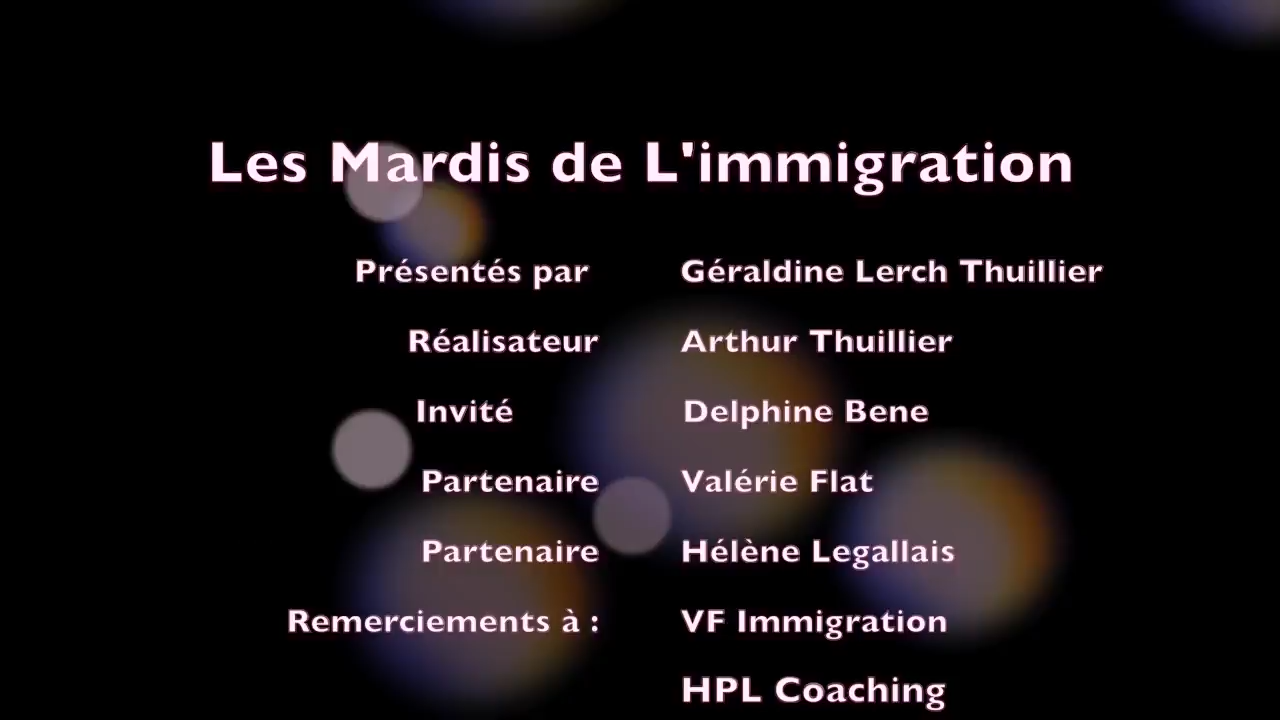 Les Mardis de L'immigration
Présentés par Géraldine Lerch Thuillier
Réalisateur Arthur Thuillier
Invité Delphine Bene
Partenaire Valérie Flat
Partenaire Hélène Legallais
Remerciements à : VF Immigration
HPL Coaching